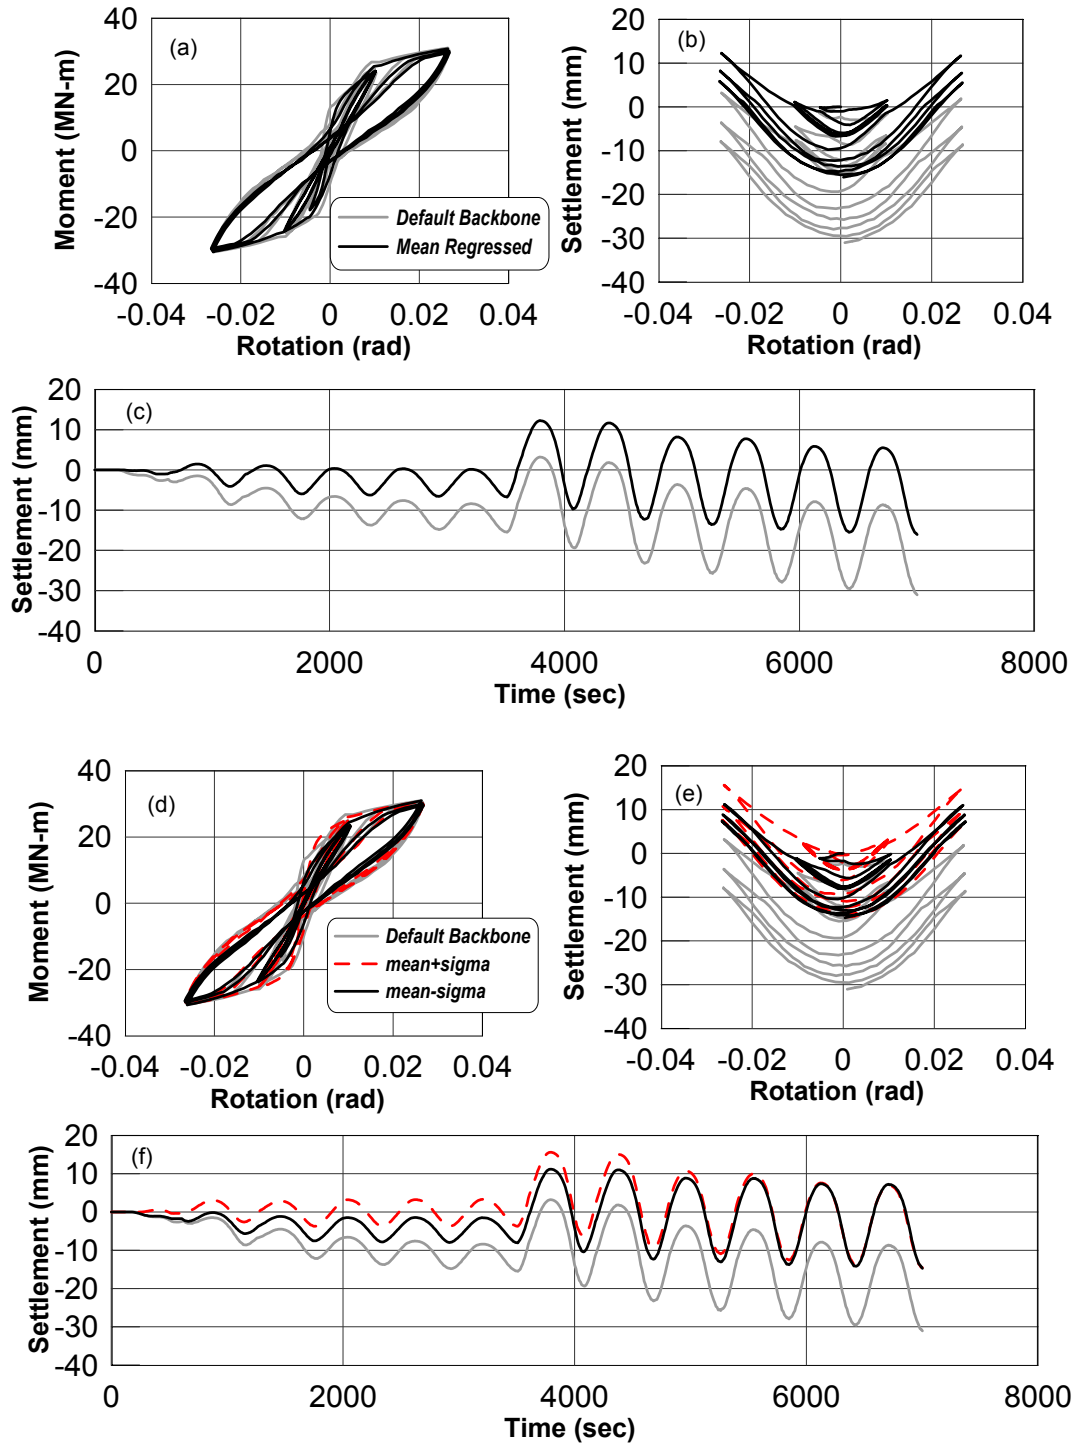 (a)
Moment (MN-m)
40
20
0
-20
-40
-0.04 -0.02 0 0.02 0.04
Rotation (rad)
Default Backbone
Mean Regressed
(b)
Settlement (mm)
20
10
0
-10
-20
-30
-40
-0.04 -0.02 0 0.02 0.04
Rotation (rad)
(c)
Settlement (mm)
20
10
0
-10
-20
-30
-40
0 2000 4000 6000 8000
Time (sec)
(d)
Moment (MN-m)
40
20
0
-20
-40
-0.04 -0.02 0 0.02 0.04
Rotation (rad)
Default Backbone
mean+sigma
mean-sigma
(e)
Settlement (mm)
20
10
0
-10
-20
-30
-40
-0.04 -0.02 0 0.02 0.04
Rotation (rad)
(f)
Settlement (mm)
20
10
0
-10
-20
-30
-40
0 2000 4000 6000 8000
Time (sec)